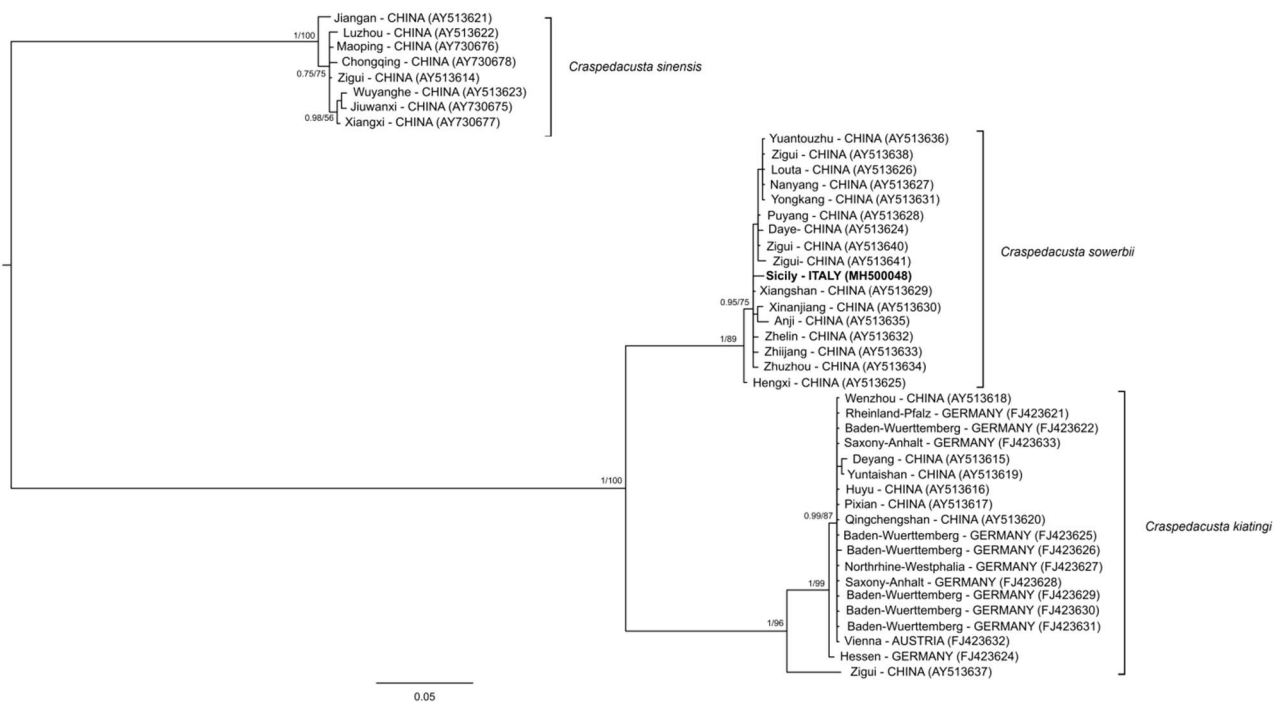 Jiangan - CHINA (AY513621)
1/100
Luzhou - CHINA (AY513622)
Maoping - CHINA (AY730676)
Chongqing - CHINA (AY730678)
Craspedacusta sinensis
0.75/75
Zigui - CHINA (AY513614)
Wuyanghe - CHINA (AY513623)
Jiuwanxi - CHINA (AY730675)
0.98/56
Xiangxi - CHINA (AY730677)
Yuantouzhu - CHINA (AY513636)
Zigui - CHINA (AY513638)
Louta - CHINA (AY513626)
Nanyang - CHINA (AY513627)
Yongkang - CHINA (AY513631)
Puyang - CHINA (AY513628)
Daye- CHINA (AY513624)
Zigui - CHINA (AY513640)
Craspedacusta sowerbii
Zigui- CHINA (AY513641)
Sicily - ITALY (MH500048)
Xiangshan - CHINA (AY513629)
0.95/75
Xinanjiang - CHINA (AY513630)
Anji - CHINA (AY513635)
Zhelin - CHINA (AY513632)
1/89
Zhiijang - CHINA (AY513633)
Zhuzhou - CHINA (AY513634)
Hengxi - CHINA (AY513625)
Wenzhou - CHINA (AY513618)
Rheinland-Pfalz - GERMANY (FJ423621)
Baden-Wuerttemberg - GERMANY (FJ423622)
Saxony-Anhalt - GERMANY (FJ423633)
Deyang - CHINA (AY513615)
Yuntaishan - CHINA (AY513619)
1/100
Huyu - CHINA (AY513616)
Pixian - CHINA (AY513617)
0.99/87
Qingchengshan - CHINA (AY513620)
Craspedacusta kiatingi
Baden-Wuerttemberg - GERMANY (FJ423625)
Baden-Wuerttemberg - GERMANY (FJ423626)
Northrhine-Westphalia - GERMANY (FJ423627)
1/99
Saxony-Anhalt - GERMANY (FJ423628)
Baden-Wuerttemberg - GERMANY (FJ423629)
Baden-Wuerttemberg - GERMANY (FJ423630)
1/96
Baden-Wuerttemberg - GERMANY (FJ423631)
Vienna - AUSTRIA (FJ423632)
Hessen - GERMANY (FJ423624)
Zigui - CHINA (AY513637)
0.05